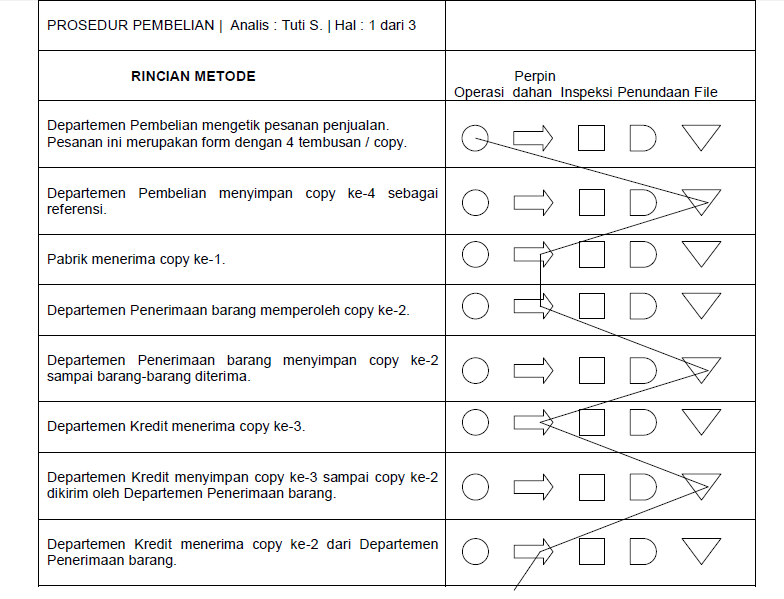 PROSEDUR PEMBELIAN | Analis : Tuti S. | Hal : 1 dari 3
RINCIAN METODE
Perpin
Operasi dahan Inspeksi Penundaan File
Departemen Pembelian mengetik pesanan penjualan.
Pesanan ini merupakan form dengan 4 tembusan / copy.
Departemen Pembelian menyimpan copy ke-4 sebagai
referensi.
Pabrik menerima copy ke-1.
Departemen Penerimaan barang memperoleh copy ke-2.
Departemen Penerimaan barang menyimpan copy ke-2
sampai barang-barang diterima.
Departemen Kredit menerima copy ke-3.
Departemen Kredit menyimpan copy ke-3 sampai copy ke-2
dikirim oleh Departemen Penerimaan barang.
Departemen Kredit menerima copy ke-2 dari Departemen
Penerimaan barang.